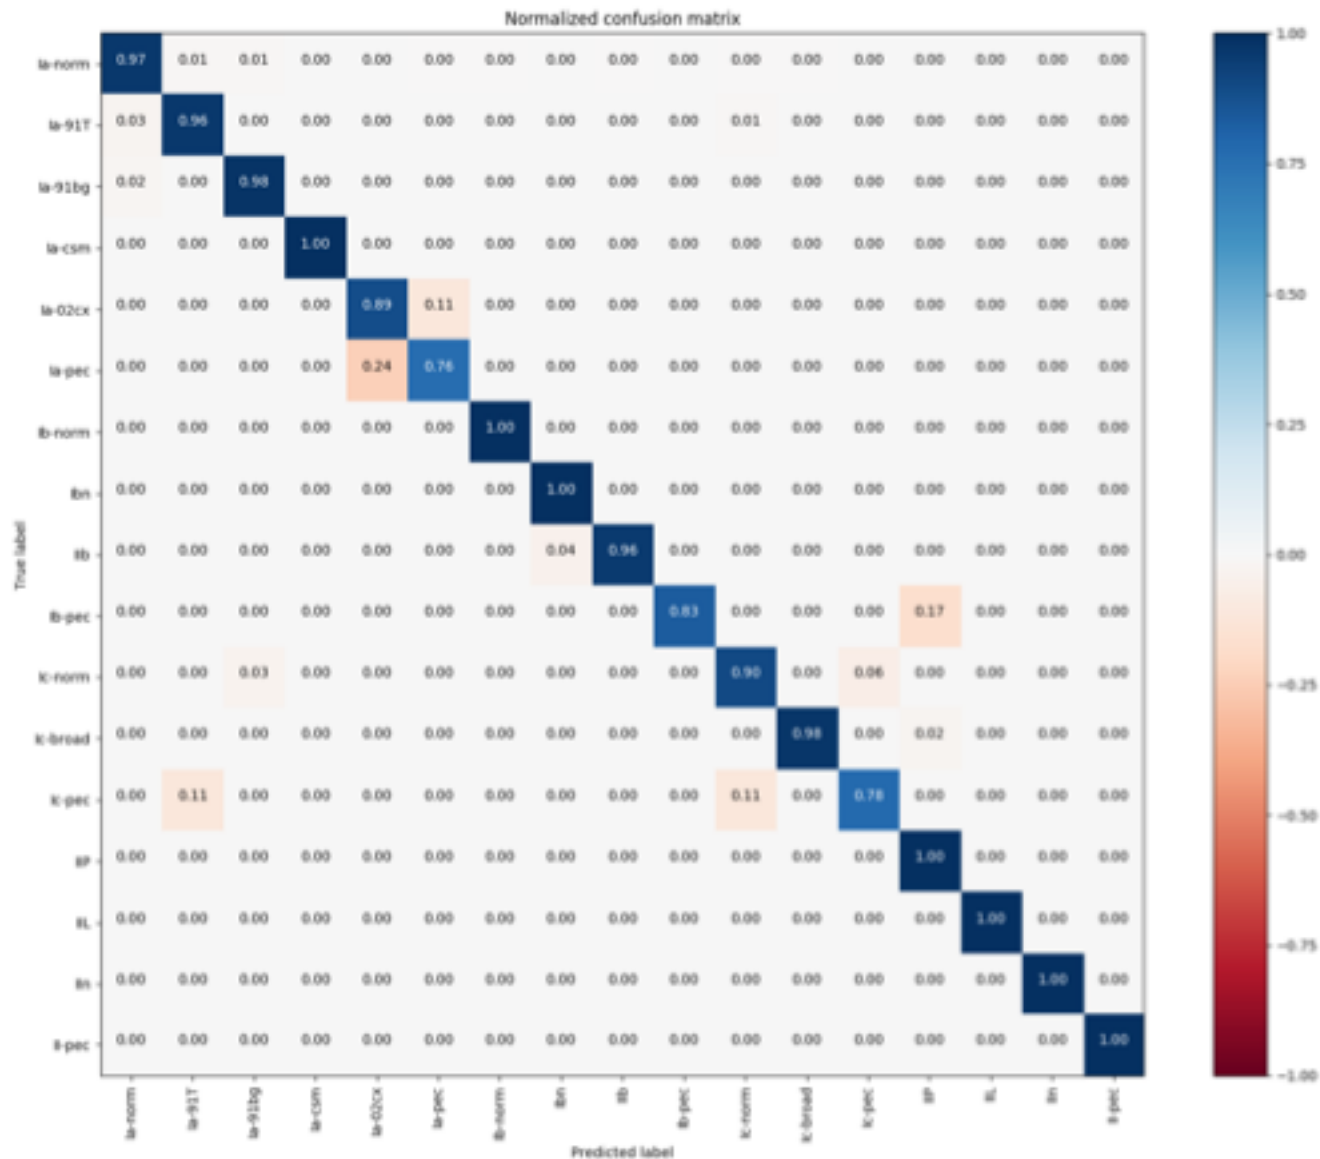 Normalized confusion matrix
Ia-norm 0.97 0.01 0.01 0.00 0.00 0.00 0.00 0.00 0.00 0.00 0.00 0.00 0.00 0.00 0.00 0.00 0.00
Ia-91T 0.03 0.96 0.00 0.00 0.00 0.00 0.00 0.00 0.00 0.00 0.01 0.00 0.00 0.00 0.00 0.00 0.00
Ia-91bg 0.02 0.00 0.98 0.00 0.00 0.00 0.00 0.00 0.00 0.00 0.00 0.00 0.00 0.00 0.00 0.00 0.00
Ia-csm 0.00 0.00 0.00 1.00 0.00 0.00 0.00 0.00 0.00 0.00 0.00 0.00 0.00 0.00 0.00 0.00 0.00
Ia-02cx 0.00 0.00 0.00 0.00 0.89 0.11 0.00 0.00 0.00 0.00 0.00 0.00 0.00 0.00 0.00 0.00 0.00
Ia-pec 0.00 0.00 0.00 0.00 0.24 0.76 0.00 0.00 0.00 0.00 0.00 0.00 0.00 0.00 0.00 0.00 0.00
Ib-norm 0.00 0.00 0.00 0.00 0.00 0.00 1.00 0.00 0.00 0.00 0.00 0.00 0.00 0.00 0.00 0.00 0.00
Ibn 0.00 0.00 0.00 0.00 0.00 0.00 0.00 1.00 0.00 0.00 0.00 0.00 0.00 0.00 0.00 0.00 0.00
IIb 0.00 0.00 0.00 0.00 0.00 0.00 0.00 0.04 0.96 0.00 0.00 0.00 0.00 0.00 0.00 0.00 0.00
Ib-pec 0.00 0.00 0.00 0.00 0.00 0.00 0.00 0.00 0.00 0.83 0.00 0.00 0.00 0.17 0.00 0.00 0.00
Ic-norm 0.00 0.00 0.03 0.00 0.00 0.00 0.00 0.00 0.00 0.00 0.90 0.00 0.06 0.00 0.00 0.00 0.00
Ic-broad 0.00 0.00 0.00 0.00 0.00 0.00 0.00 0.00 0.00 0.00 0.00 0.98 0.00 0.02 0.00 0.00 0.00
Ic-pec 0.00 0.11 0.00 0.00 0.00 0.00 0.00 0.00 0.00 0.00 0.11 0.00 0.78 0.00 0.00 0.00 0.00
IIP 0.00 0.00 0.00 0.00 0.00 0.00 0.00 0.00 0.00 0.00 0.00 0.00 0.00 1.00 0.00 0.00 0.00
IIL 0.00 0.00 0.00 0.00 0.00 0.00 0.00 0.00 0.00 0.00 0.00 0.00 0.00 0.00 1.00 0.00 0.00
IIn 0.00 0.00 0.00 0.00 0.00 0.00 0.00 0.00 0.00 0.00 0.00 0.00 0.00 0.00 0.00 1.00 0.00
II-pec 0.00 0.00 0.00 0.00 0.00 0.00 0.00 0.00 0.00 0.00 0.00 0.00 0.00 0.00 0.00 0.00 1.00
True label
Ia-norm Ia-91T Ia-91bg Ia-csm Ia-02cx Ia-pec Ib-norm Ibn IIb Ib-pec Ic-norm Ic-broad Ic-pec IIP IIL IIn II-pec
Predicted label
1.00
0.75
0.50
0.25
0.00
−0.25
−0.50
−0.75
−1.00